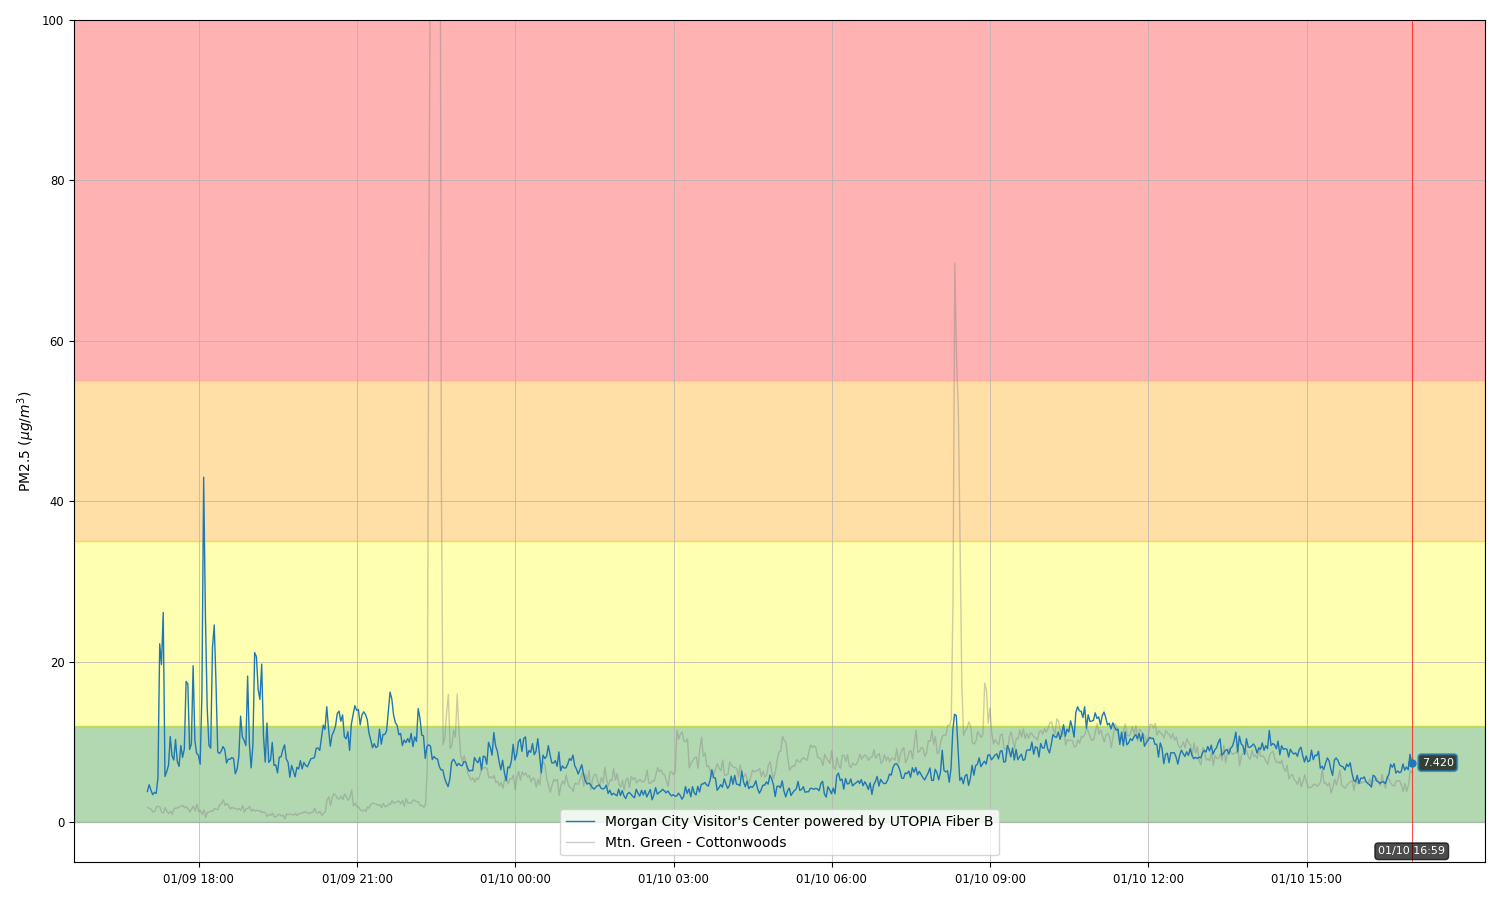 100
80
60
40
20
0
PM2.5 (μg/m³)
7.420
Morgan City Visitor's Center powered by UTOPIA Fiber B
Mtn. Green - Cottonwoods
01/10 16:59
01/09 18:00 01/09 21:00 01/10 00:00 01/10 03:00 01/10 06:00 01/10 09:00 01/10 12:00 01/10 15:00